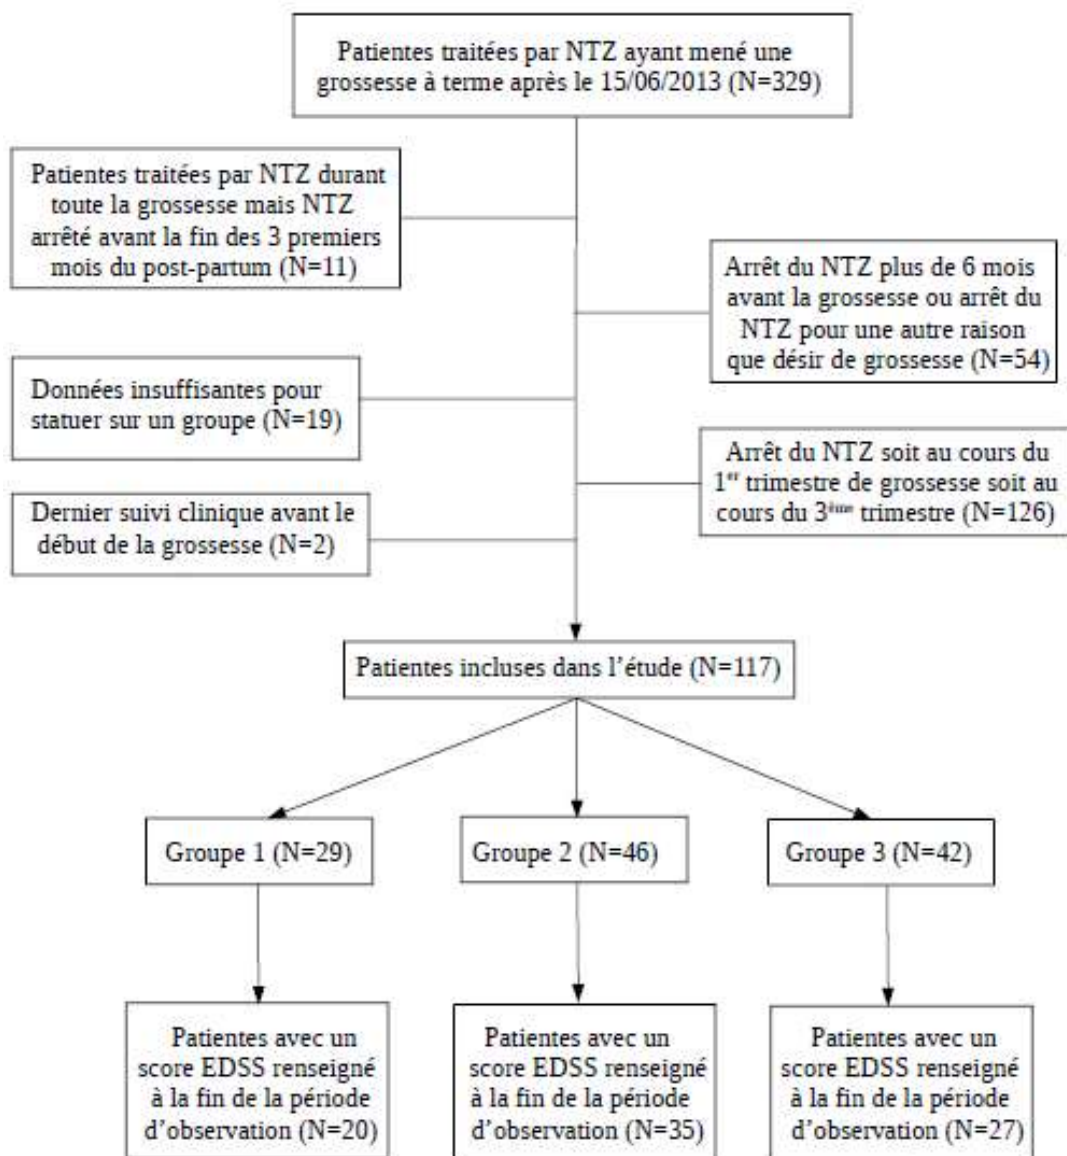 Patientes traitées par NTZ ayant mené une
grossesse à terme après le 15/06/2013 (N=329)
Patientes traitées par NTZ durant
toute la grossesse mais NTZ
arrêté avant la fin des 3 premiers
mois du post-partum (N=11)
Arrêt du NTZ plus de 6 mois
avant la grossesse ou arrêt du
NTZ pour une autre raison
que désir de grossesse (N=54)
Données insuffisantes pour
statuer sur un groupe (N=19)
Arrêt du NTZ soit au cours du
1er trimestre de grossesse soit au
cours du 3ème trimestre (N=126)
Dernier suivi clinique avant le
début de la grossesse (N=2)
Patientes incluses dans l’étude (N=117)
Groupe 1 (N=29)
Groupe 2 (N=46)
Groupe 3 (N=42)
Patientes avec un
score EDSS renseigné
à la fin de la période
d’observation (N=20)
Patientes avec un
score EDSS renseigné
à la fin de la période
d’observation (N=35)
Patientes avec un
score EDSS renseigné
à la fin de la période
d’observation (N=27)